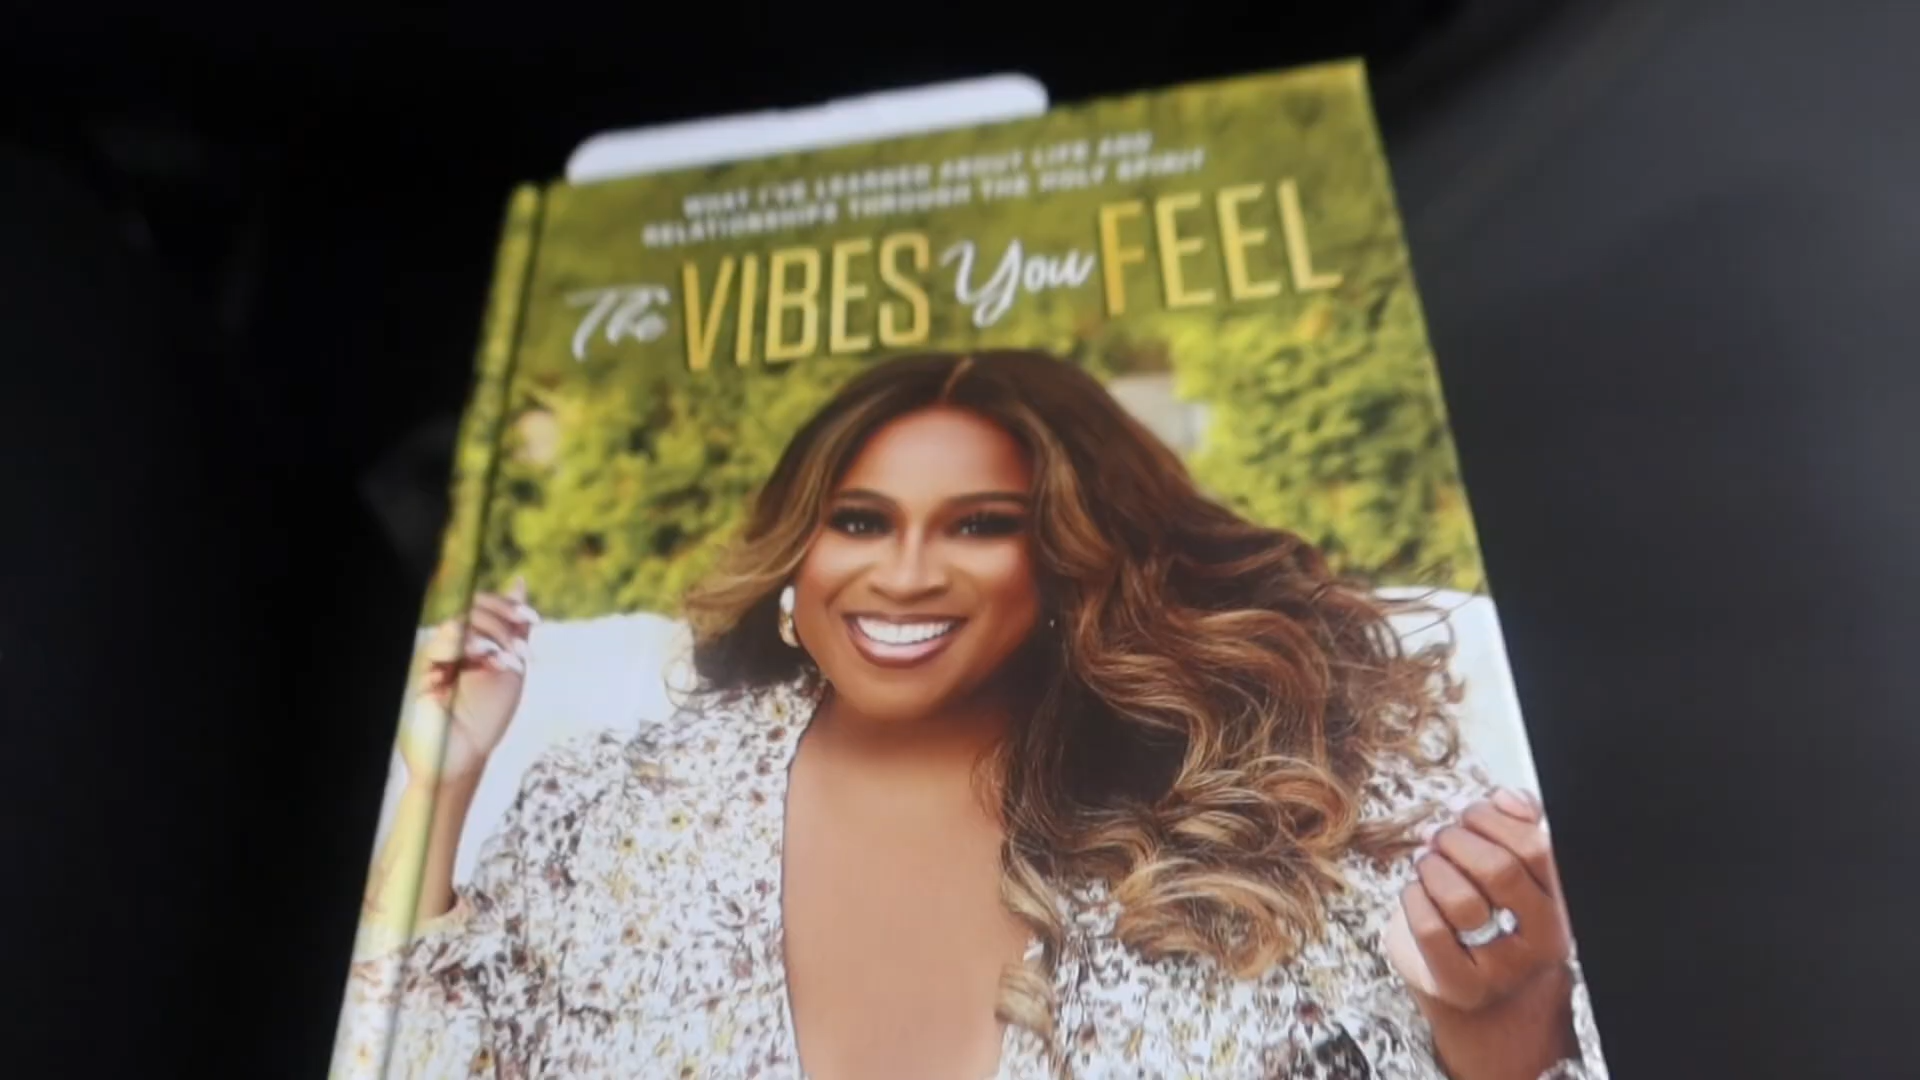 WHAT I'VE LEARNED ABOUT LIFE AND
RELATIONSHIPS THROUGH THE HOLY SPIRIT
The VIBES You FEEL